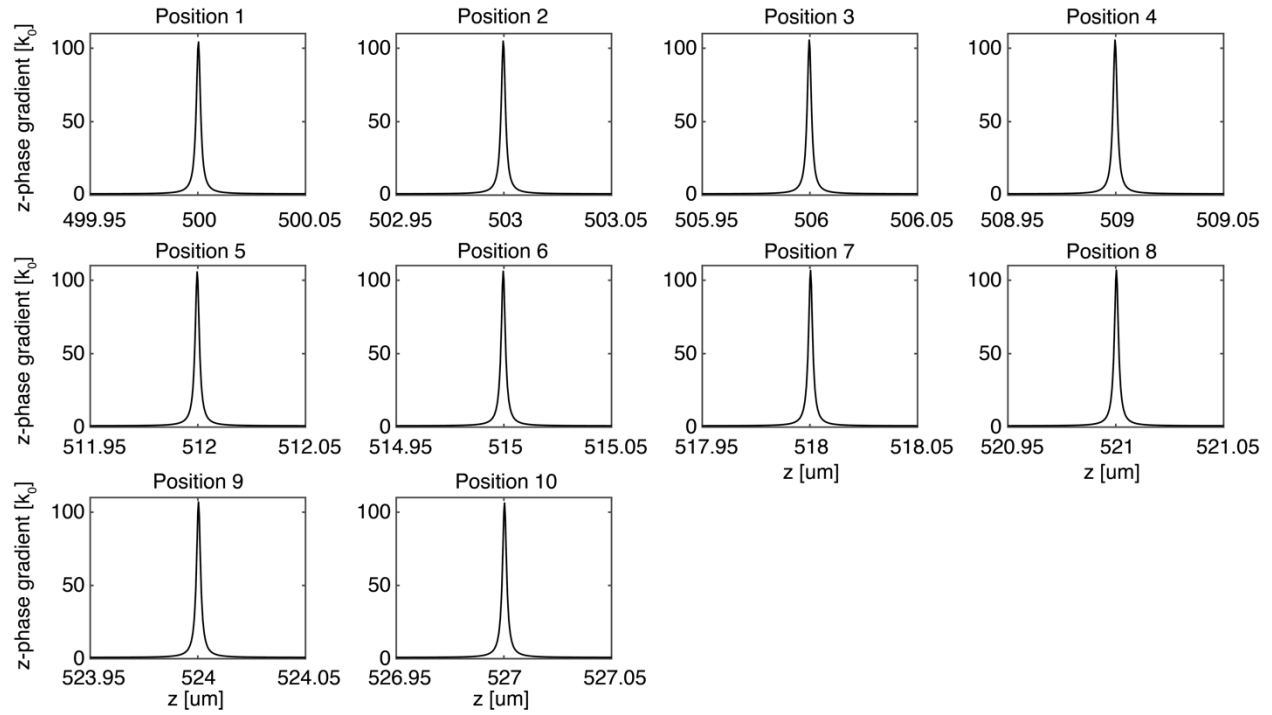 Position 1 Position 2 Position 3 Position 4
z-phase gradient [k₀]
100 100 100 100
50 50 50 50
0 0 0 0
499.95 500 500.05 502.95 503 503.05 505.95 506 506.05 508.95 509 509.05
Position 5 Position 6 Position 7 Position 8
z-phase gradient [k₀]
100 100 100 100
50 50 50 50
0 0 0 0
511.95 512 512.05 514.95 515 515.05 517.95 518 518.05 520.95 521 521.05
z [um] z [um]
Position 9 Position 10
z-phase gradient [k₀]
100 100
50 50
0 0
523.95 524 524.05 526.95 527 527.05
z [um] z [um]